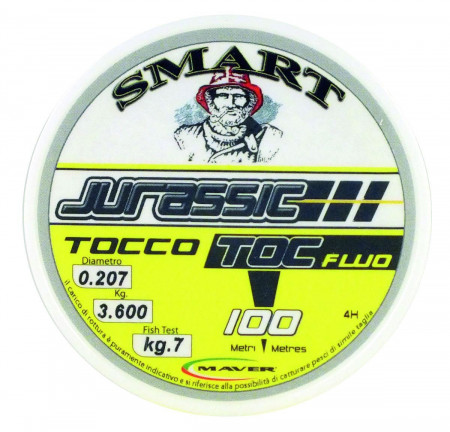 SMART
JURASSIC
TOCCO TOC FLUO
Diametro
0.207
Kg.
3.600
Fish Test
kg.7
100
Metri Metres
4H
MAVER
il carico di rottura è puramente indicativo e si riferisce alla possibilità di catturare peso di simile taglia